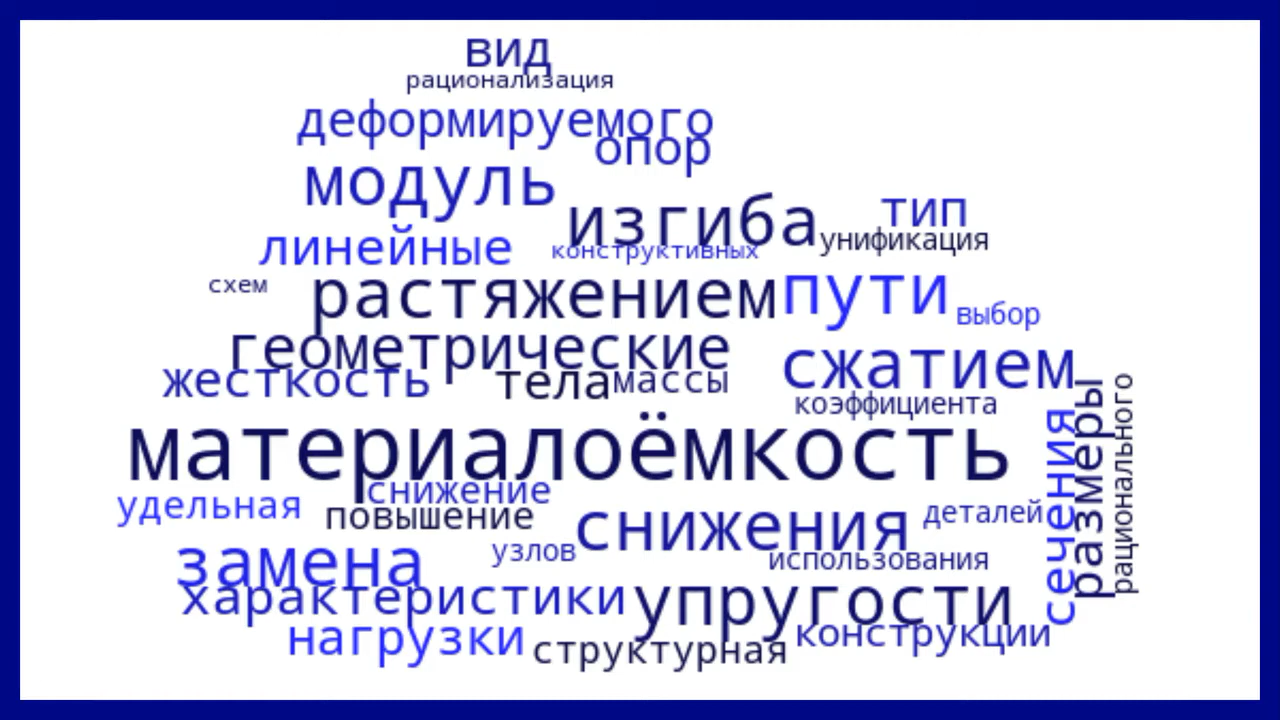 вид
рационализация
деформируемого
опор
модуль
изгиба
тип
унификация
линейные
конструктивных
схем
растяжением
пути
выбор
геометрические
сжатием
жесткость
тела
массы
коэффициента
размеры
рационального
сечения
материалоёмкость
снижение
удельная
повышение
снижения
деталей
узлов
использования
замена
характеристики
упругости
нагрузки
структурная
конструкции